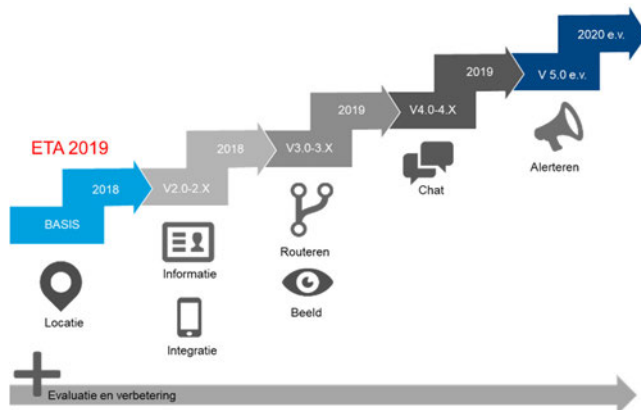 2020 e.v.
V 5.0 e.v.
2019
V4.0-4.X
2019
V3.0-3.X
2018
V2.0-2.X
ETA 2019
2018
BASIS
Alerteren
Chat
Routeren
Beeld
Informatie
Integratie
Locatie
Evaluatie en verbetering